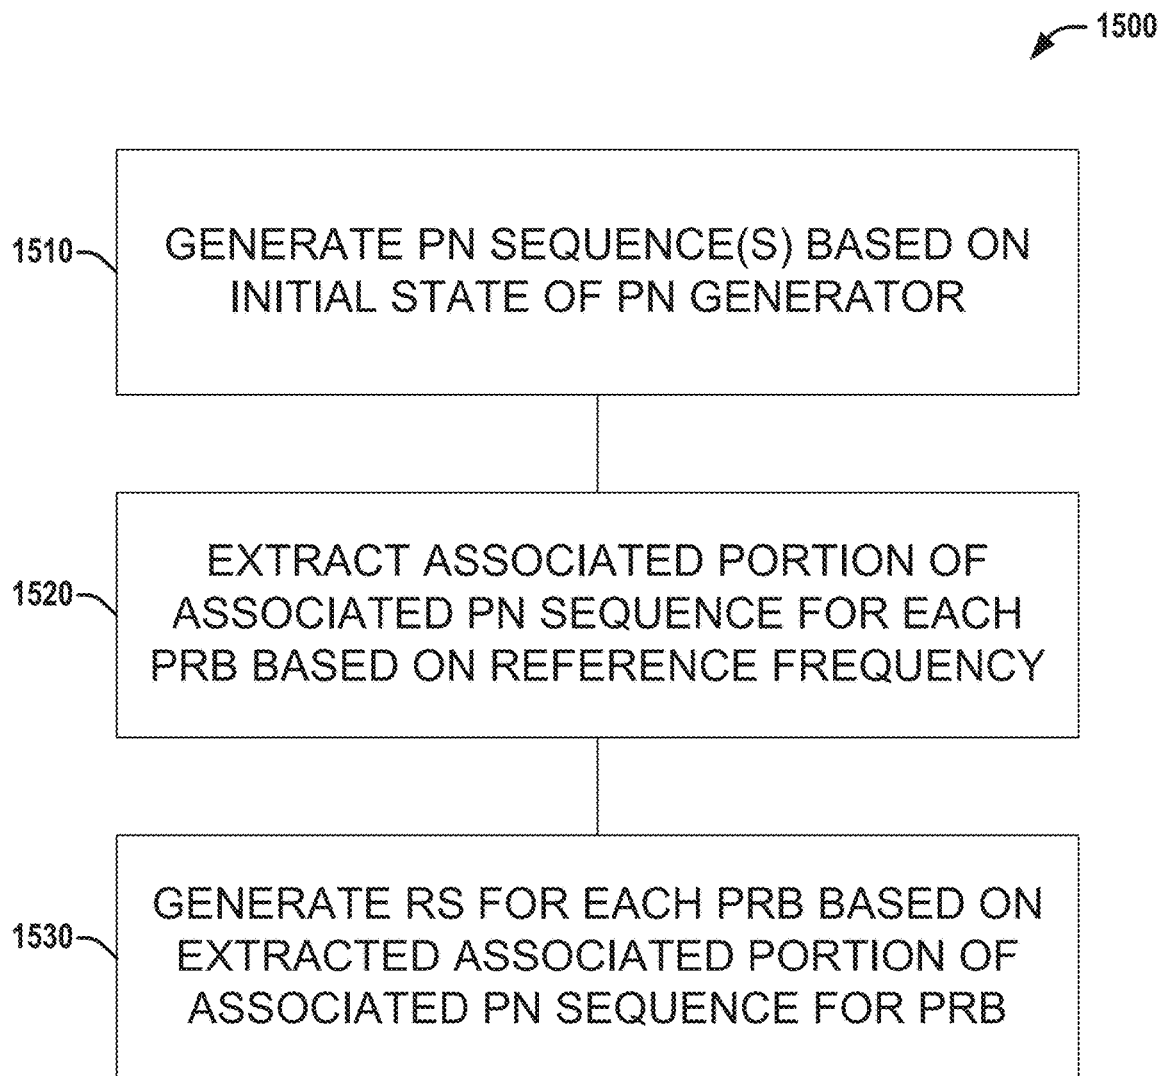 1500
1510
GENERATE PN SEQUENCE(S) BASED ON
INITIAL STATE OF PN GENERATOR
1520
EXTRACT ASSOCIATED PORTION OF
ASSOCIATED PN SEQUENCE FOR EACH
PRB BASED ON REFERENCE FREQUENCY
1530
GENERATE RS FOR EACH PRB BASED ON
EXTRACTED ASSOCIATED PORTION OF
ASSOCIATED PN SEQUENCE FOR PRB